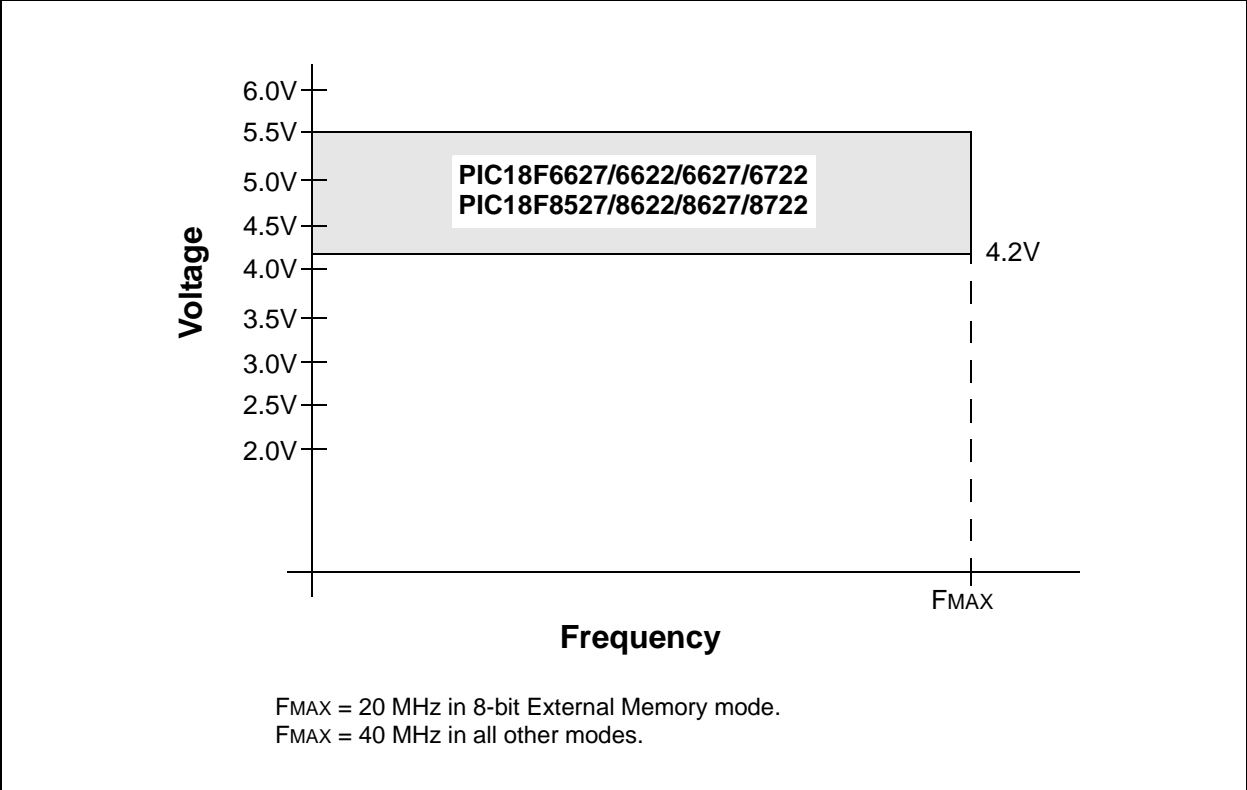 6.0V
5.5V
5.0V
4.5V
4.0V
3.5V
3.0V
2.5V
2.0V
Voltage
PIC18F6627/6622/6627/6722
PIC18F8527/8622/8627/8722
4.2V
FMAX
Frequency
FMAX = 20 MHz in 8-bit External Memory mode.
FMAX = 40 MHz in all other modes.